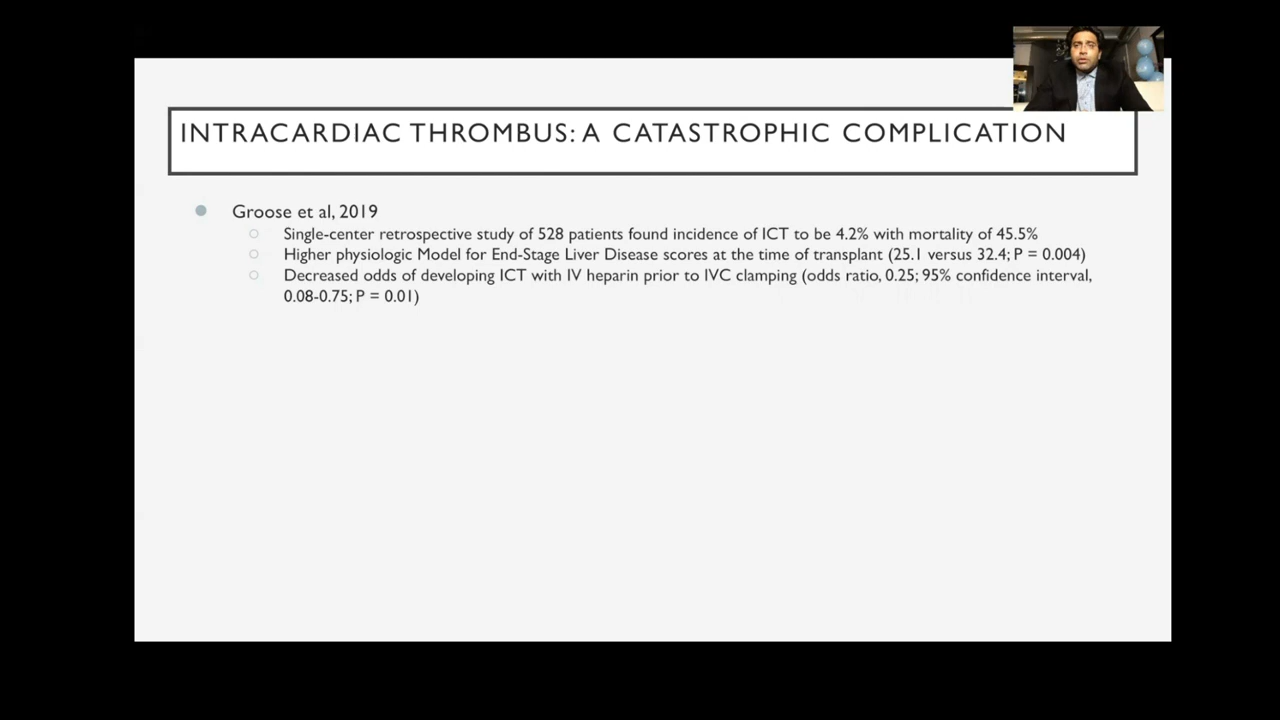 INTRACARDIAC THROMBUS: A CATASTROPHIC COMPLICATION
Groose et al, 2019
Single-center retrospective study of 528 patients found incidence of ICT to be 4.2% with mortality of 45.5%
Higher physiologic Model for End-Stage Liver Disease scores at the time of transplant (25.1 versus 32.4; P = 0.004)
Decreased odds of developing ICT with IV heparin prior to IVC clamping (odds ratio, 0.25; 95% confidence interval,
0.08-0.75; P = 0.01)